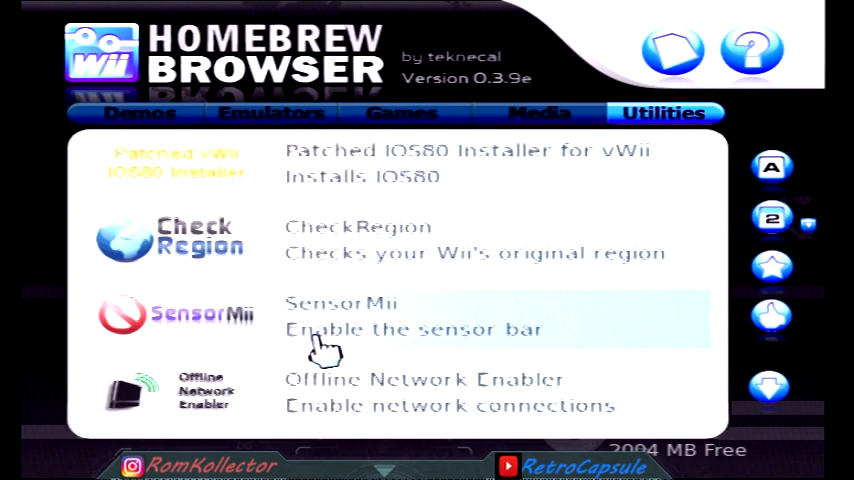 Wii
HOMEBREW
BROWSER
by teknecal
Version 0.3.9e
?
Demos
Emulators
Games
Media
Utilities
Patched vWii
IOS80 Installer
Patched IOS80 Installer for vWii
Installs IOS80
Check
Region
CheckRegion
Checks your Wii's original region
SensorMii
SensorMii
Enable the sensor bar
Offline
Network
Enabler
Offline Network Enabler
Enable network connections
A
2
2004 MB Free
RomKollector
RetroCapsule